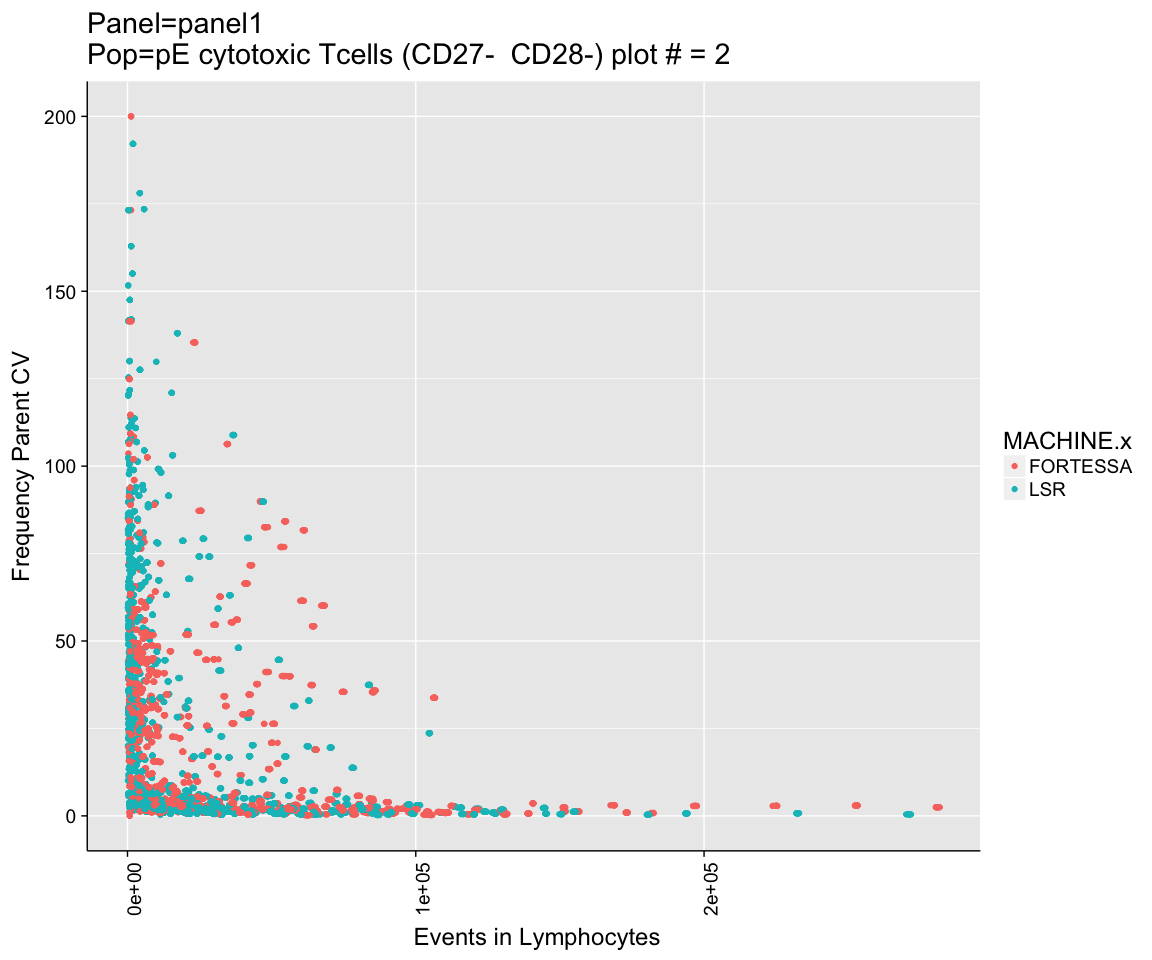 Panel=panel1
Pop=pE cytotoxic Tcells (CD27-  CD28-) plot # = 2
200
150
100
50
0
Frequency Parent CV
0e+00
1e+05
2e+05
Events in Lymphocytes
MACHINE.x
FORTESSA
LSR